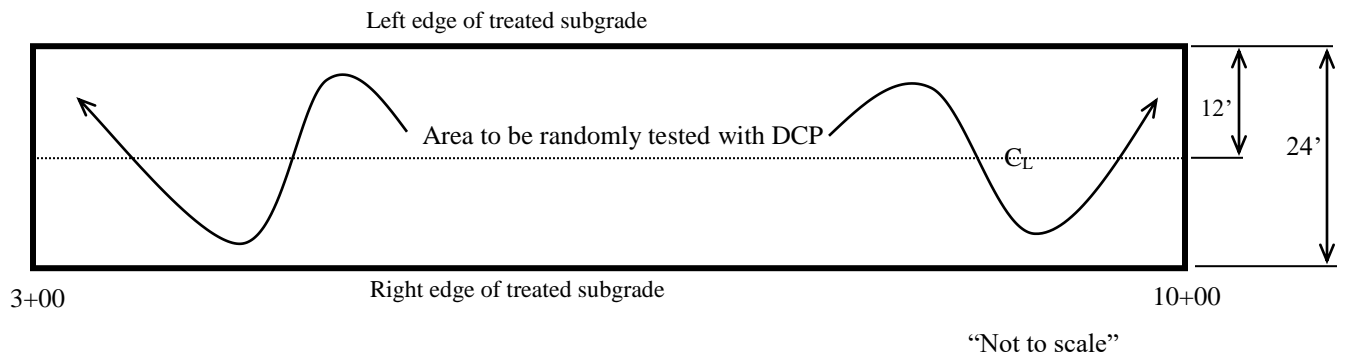 Left edge of treated subgrade
12’
Area to be randomly tested with DCP
24’
CL
Right edge of treated subgrade
3+00
10+00
“Not to scale”